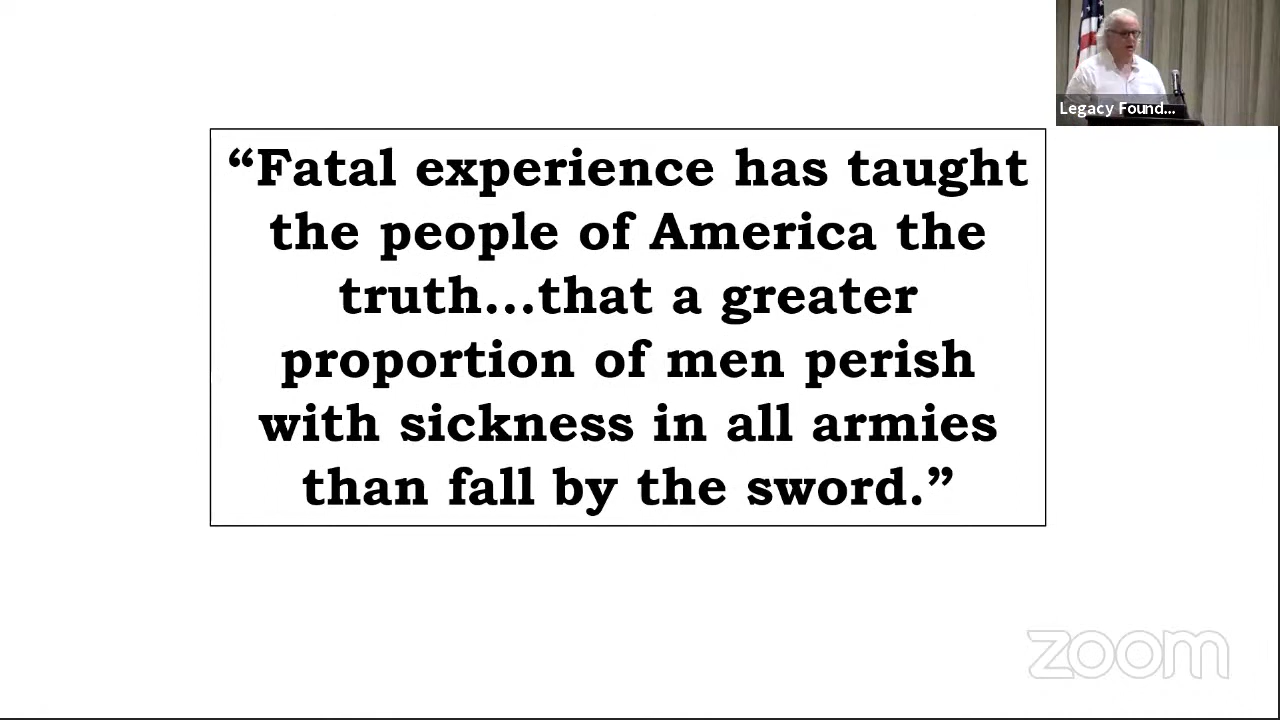 Legacy Found...
“Fatal experience has taught
the people of America the
truth...that a greater
proportion of men perish
with sickness in all armies
than fall by the sword.”
zoom